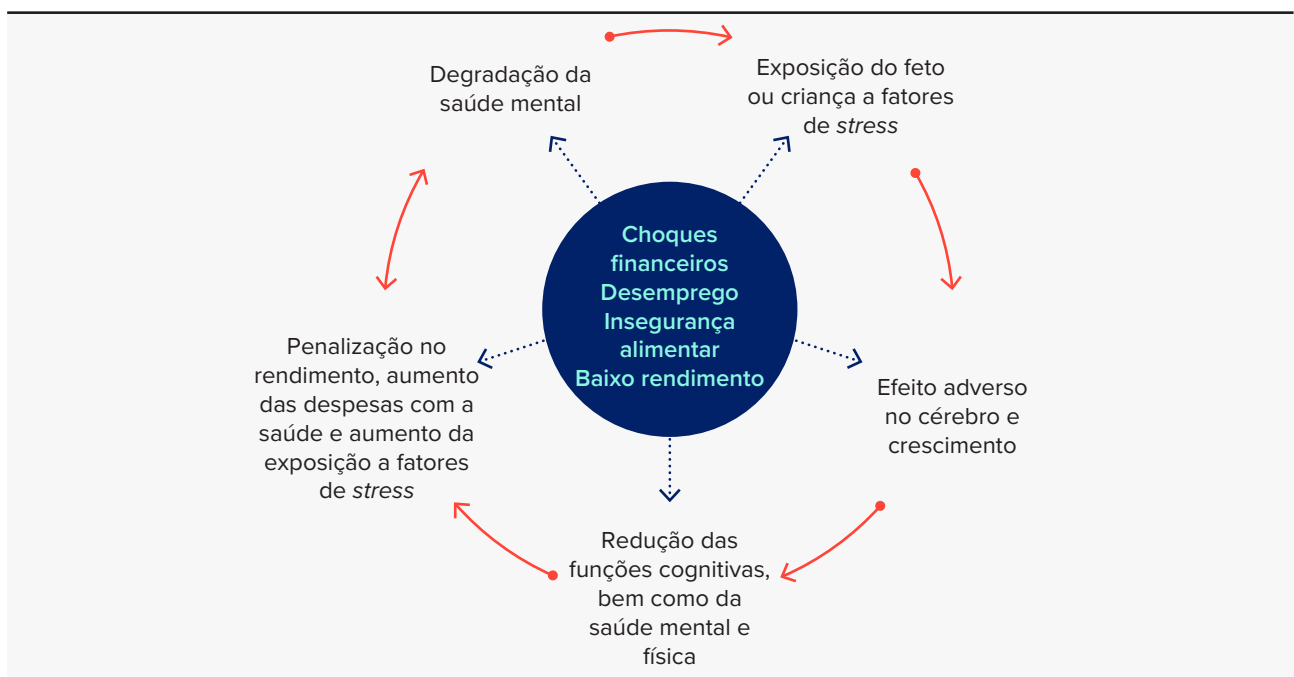 Degradação da
saúde mental
Exposição do feto
ou criança a fatores
de stress
Choques
financeiros
Desemprego
Insegurança
alimentar
Baixo rendimento
Efeito adverso
no cérebro e
crescimento
Redução das
funções cognitivas,
bem como da
saúde mental e
física
Penalização no
rendimento, aumento
das despesas com a
saúde e aumento da
exposição a fatores
de stress